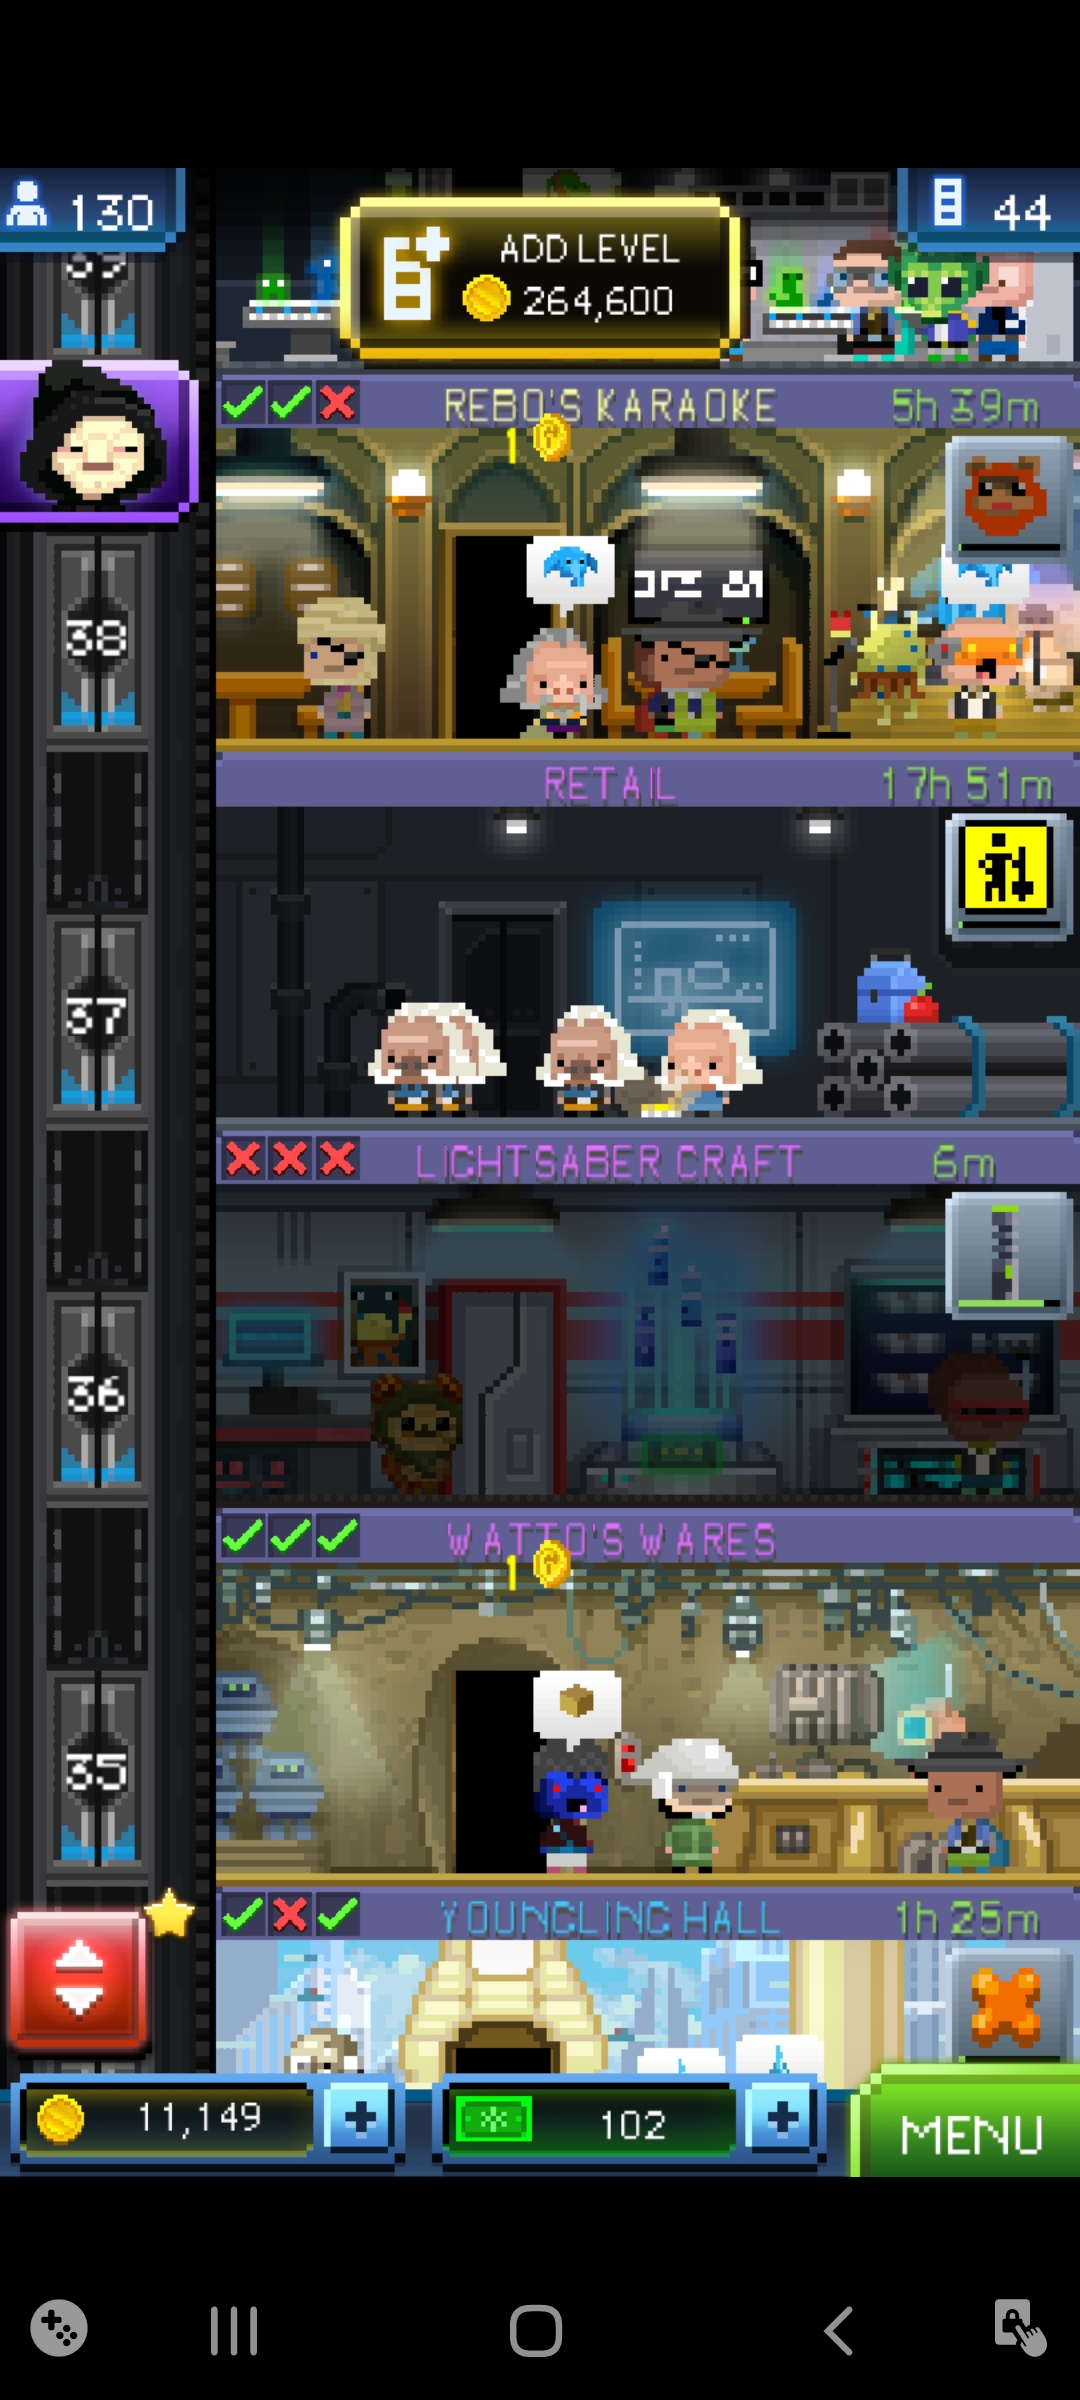 130
44
ADD LEVEL
264,600
REBO'S KARAOKE
5h 39m
1
38
RETAIL
17h 51m
37
LIGHTSABER CRAFT
6m
36
WATTO'S WARES
1
35
YOUNGLING HALL
1h 25m
11,149
102
MENU